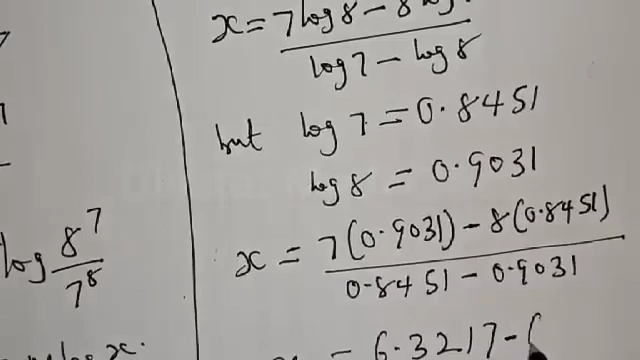 x = 7log8 - 8log
log7 - log8
but log 7 = 0.8451
log 8 = 0.9031
x = 7(0.9031) - 8(0.8451)
0.8451 - 0.9031
= 6.3217 -
log 8^7
7^8
x.